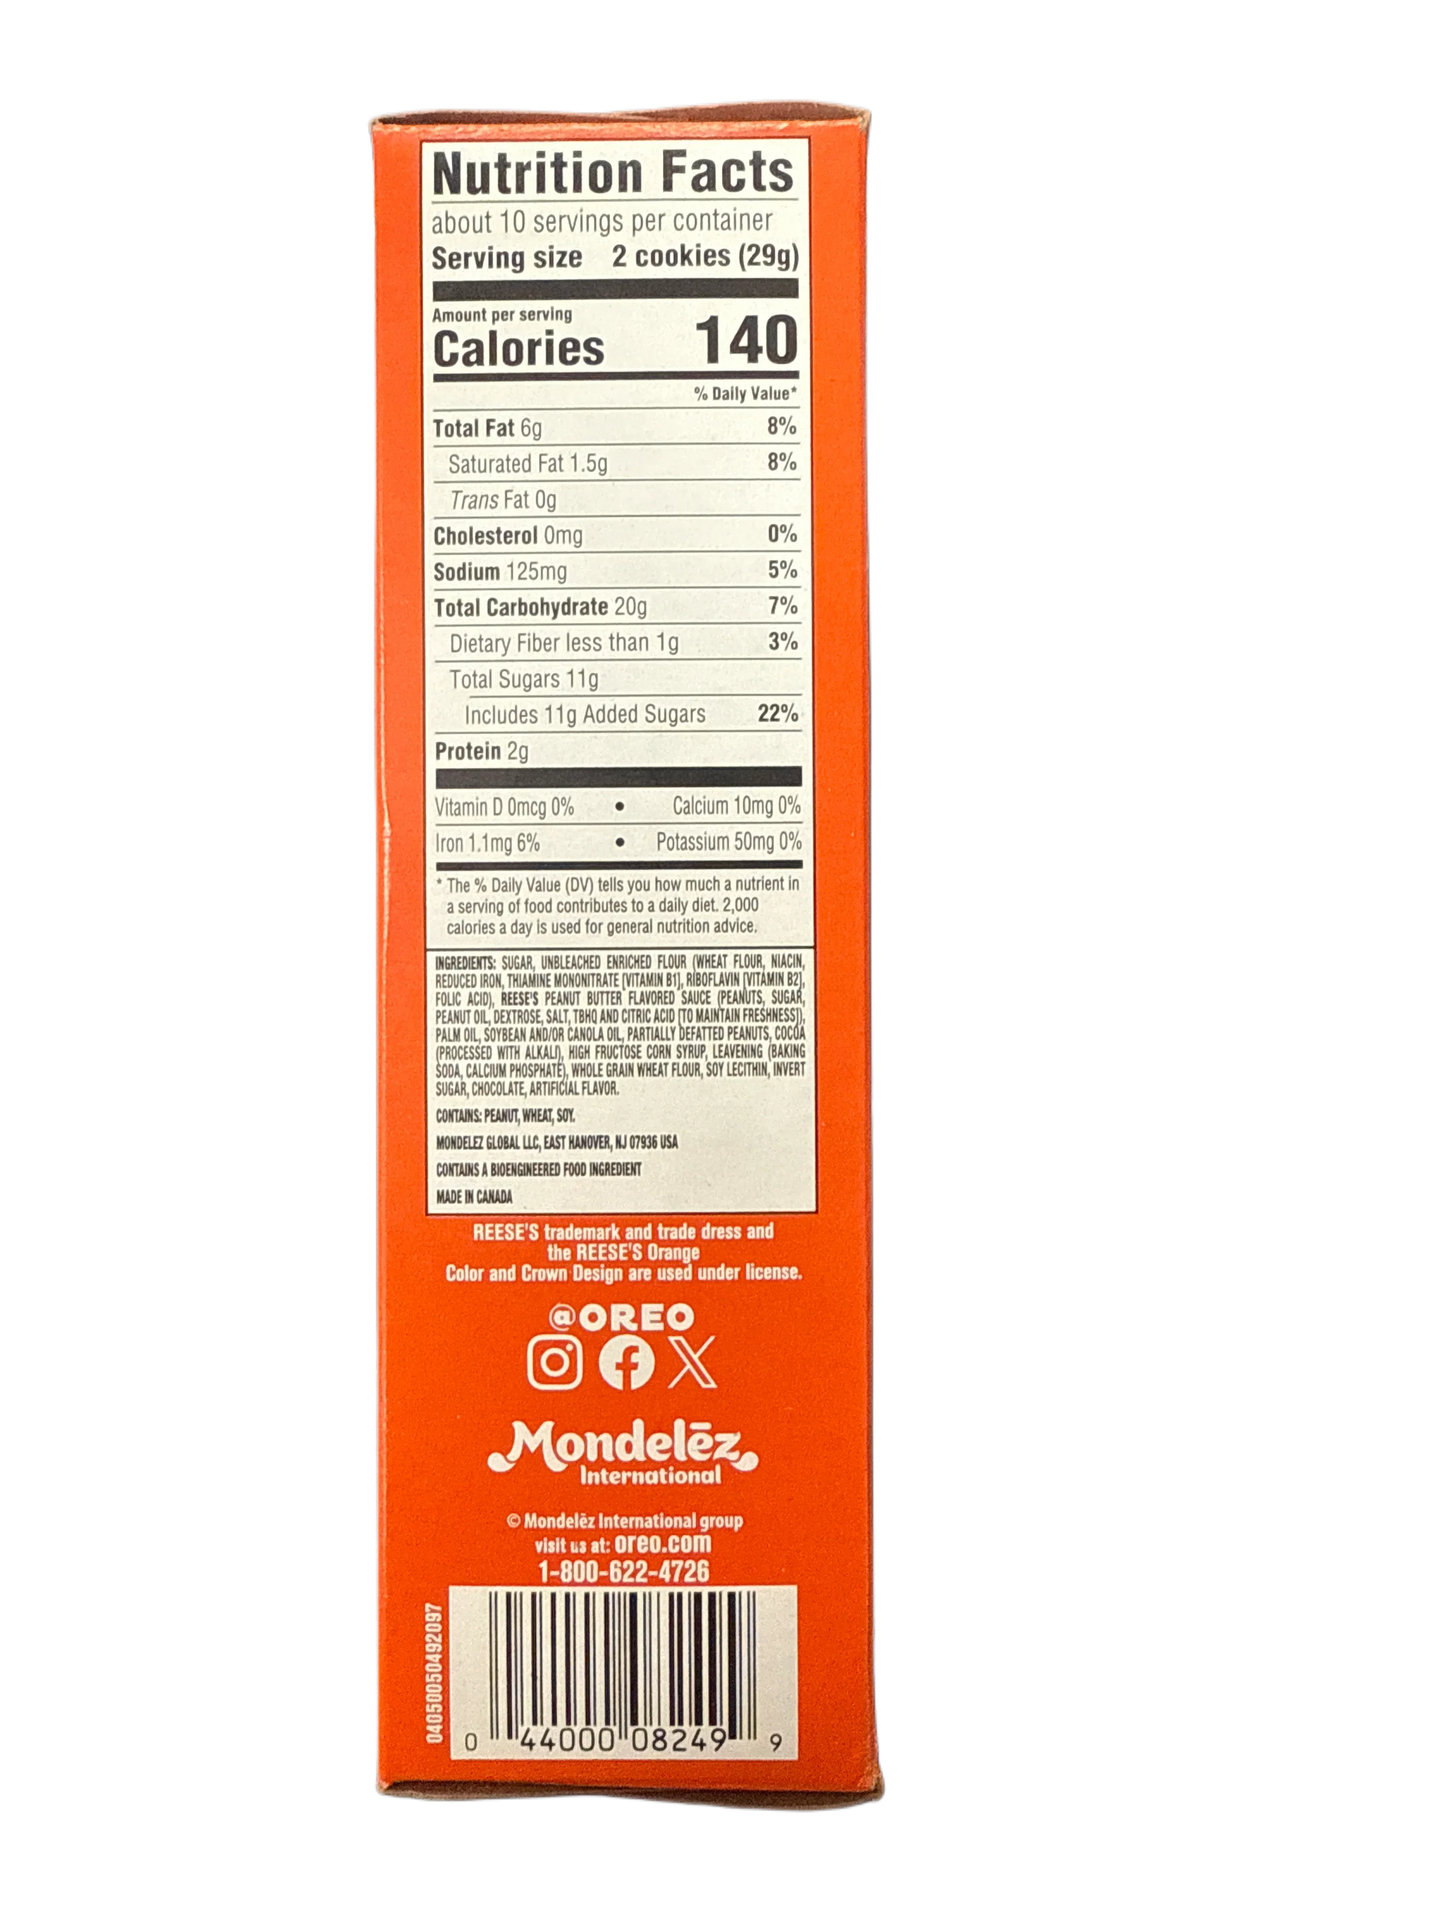 Nutrition Facts
about 10 servings per container
Serving size 2 cookies (29g)
Amount per serving
Calories 140
% Daily Value*
Total Fat 6g 8%
Saturated Fat 1.5g 8%
Trans Fat 0g
Cholesterol 0mg 0%
Sodium 125mg 5%
Total Carbohydrate 20g 7%
Dietary Fiber less than 1g 3%
Total Sugars 11g
Includes 11g Added Sugars 22%
Protein 2g
Vitamin D 0mcg 0% • Calcium 10mg 0%
Iron 1.1mg 6% • Potassium 50mg 0%
* The % Daily Value (DV) tells you how much a nutrient in
a serving of food contributes to a daily diet. 2,000
calories a day is used for general nutrition advice.
INGREDIENTS: SUGAR, UNBLEACHED ENRICHED FLOUR (WHEAT FLOUR, NIACIN,
REDUCED IRON, THIAMINE MONONITRATE [VITAMIN B1], RIBOFLAVIN [VITAMIN B2],
FOLIC ACID), REESE'S PEANUT BUTTER FLAVORED SAUCE (PEANUTS, SUGAR,
PEANUT OIL, DEXTROSE, SALT, TBHQ AND CITRIC ACID [TO MAINTAIN FRESHNESS]),
PALM OIL, SOYBEAN AND/OR CANOLA OIL, PARTIALLY DEFATTED PEANUTS, COCOA
(PROCESSED WITH ALKALI), HIGH FRUCTOSE CORN SYRUP, LEAVENING (BAKING
SODA, CALCIUM PHOSPHATE), WHOLE GRAIN WHEAT FLOUR, SOY LECITHIN, INVERT
SUGAR, CHOCOLATE, ARTIFICIAL FLAVOR.
CONTAINS: PEANUT, WHEAT, SOY.
MONDELEZ GLOBAL LLC, EAST HANOVER, NJ 07936 USA
CONTAINS A BIOENGINEERED FOOD INGREDIENT
MADE IN CANADA
REESE'S trademark and trade dress and
the REESE'S Orange
Color and Crown Design are used under license.
@OREO
Mondelēz
International
© Mondelēz International group
visit us at: oreo.com
1-800-622-4726
0405005049​2097
0 44000 08249 9